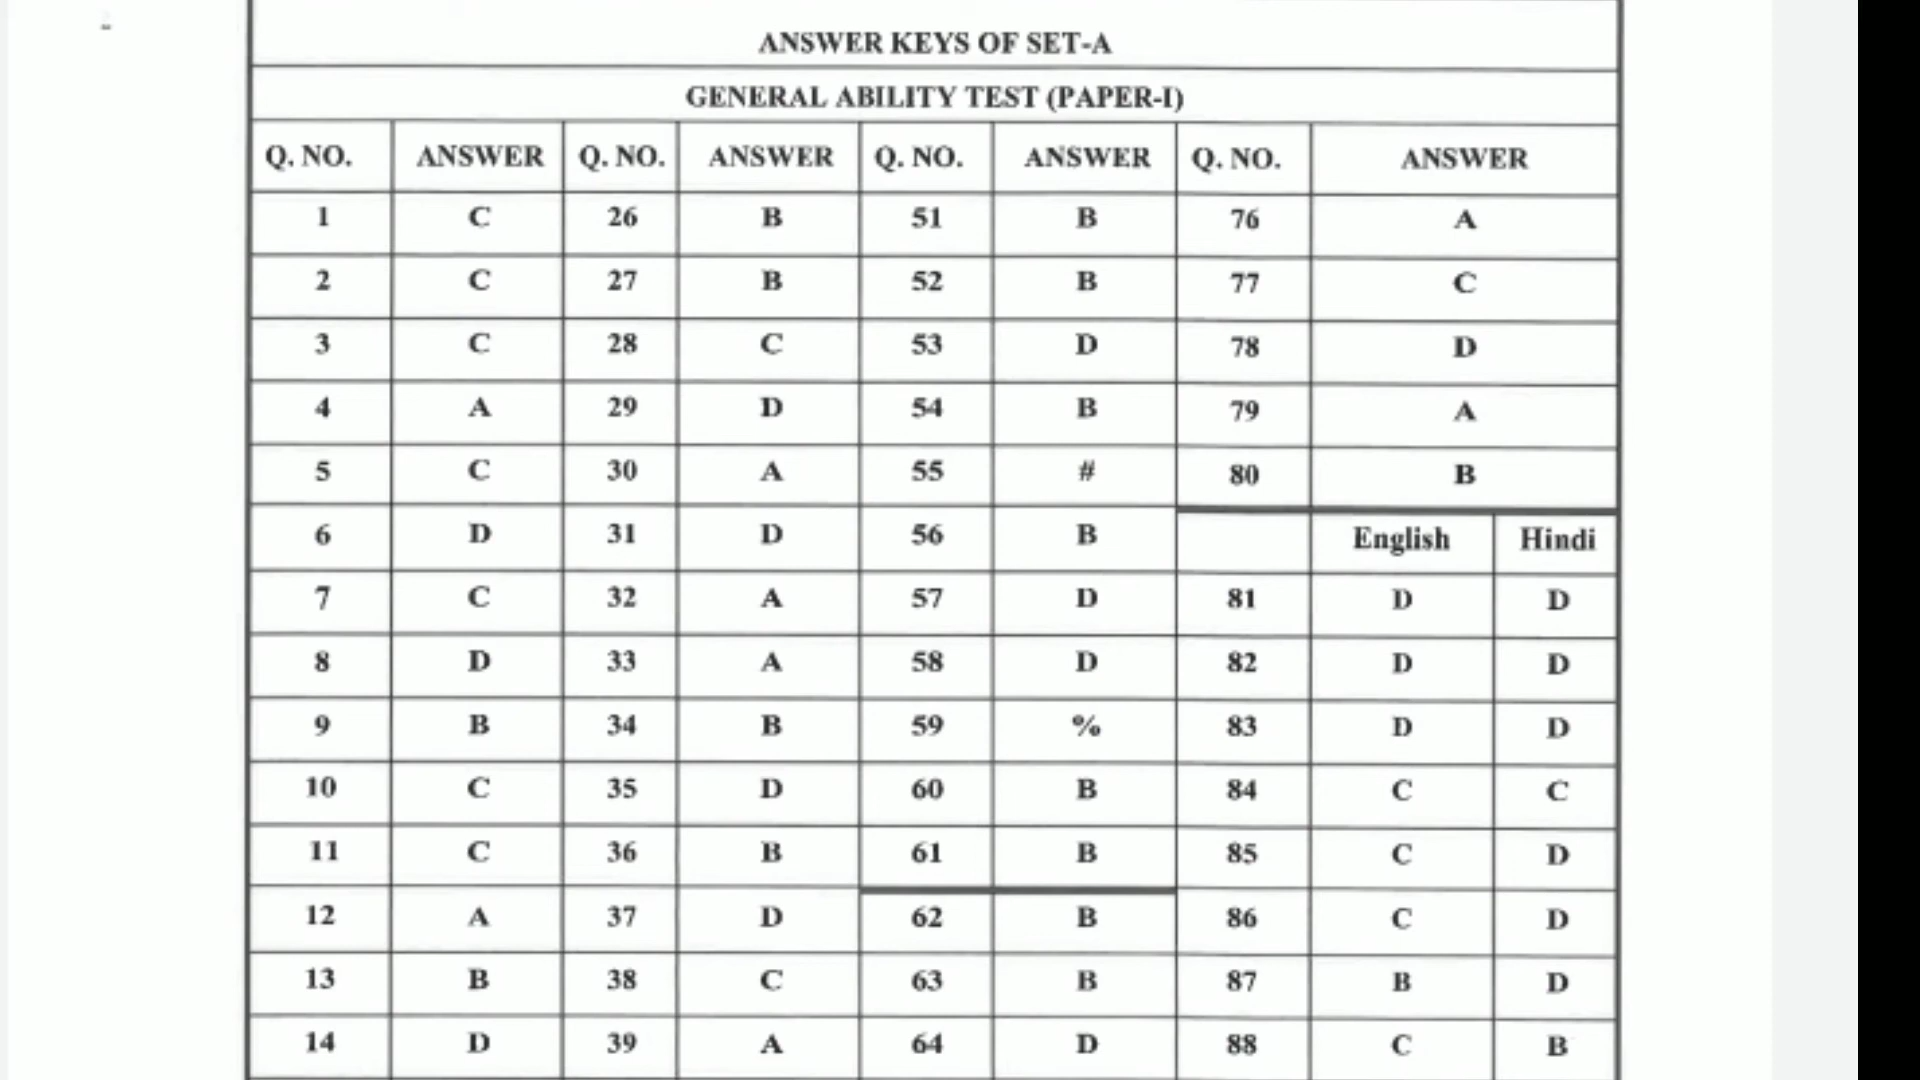 ANSWER KEYS OF SET-A
GENERAL ABILITY TEST (PAPER-I)
Q. NO. ANSWER Q. NO. ANSWER Q. NO. ANSWER Q. NO. ANSWER
1 C 26 B 51 B 76 A
2 C 27 B 52 B 77 C
3 C 28 C 53 D 78 D
4 A 29 D 54 B 79 A
5 C 30 A 55 # 80 B
6 D 31 D 56 B English Hindi
7 C 32 A 57 D 81 D D
8 D 33 A 58 D 82 D D
9 B 34 B 59 % 83 D D
10 C 35 D 60 B 84 C C
11 C 36 B 61 B 85 C D
12 A 37 D 62 B 86 C D
13 B 38 C 63 B 87 B D
14 D 39 A 64 D 88 C B